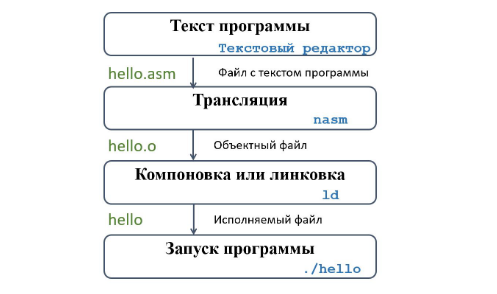 Текст программы
Текстовый редактор
hello.asm Файл с текстом программы
Трансляция
nasm
hello.o Объектный файл
Компоновка или линковка
ld
hello Исполняемый файл
Запуск программы
./hello